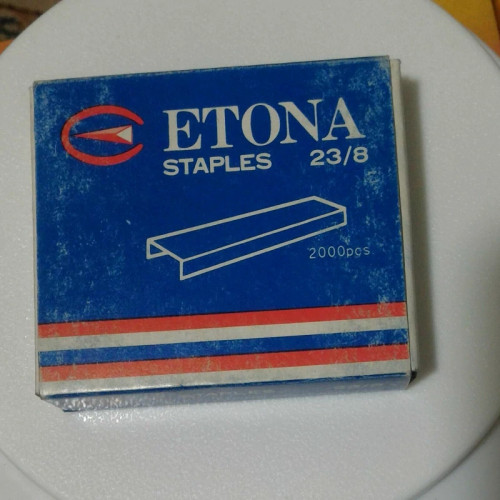 ETONA
STAPLES 23/8
2000pcs